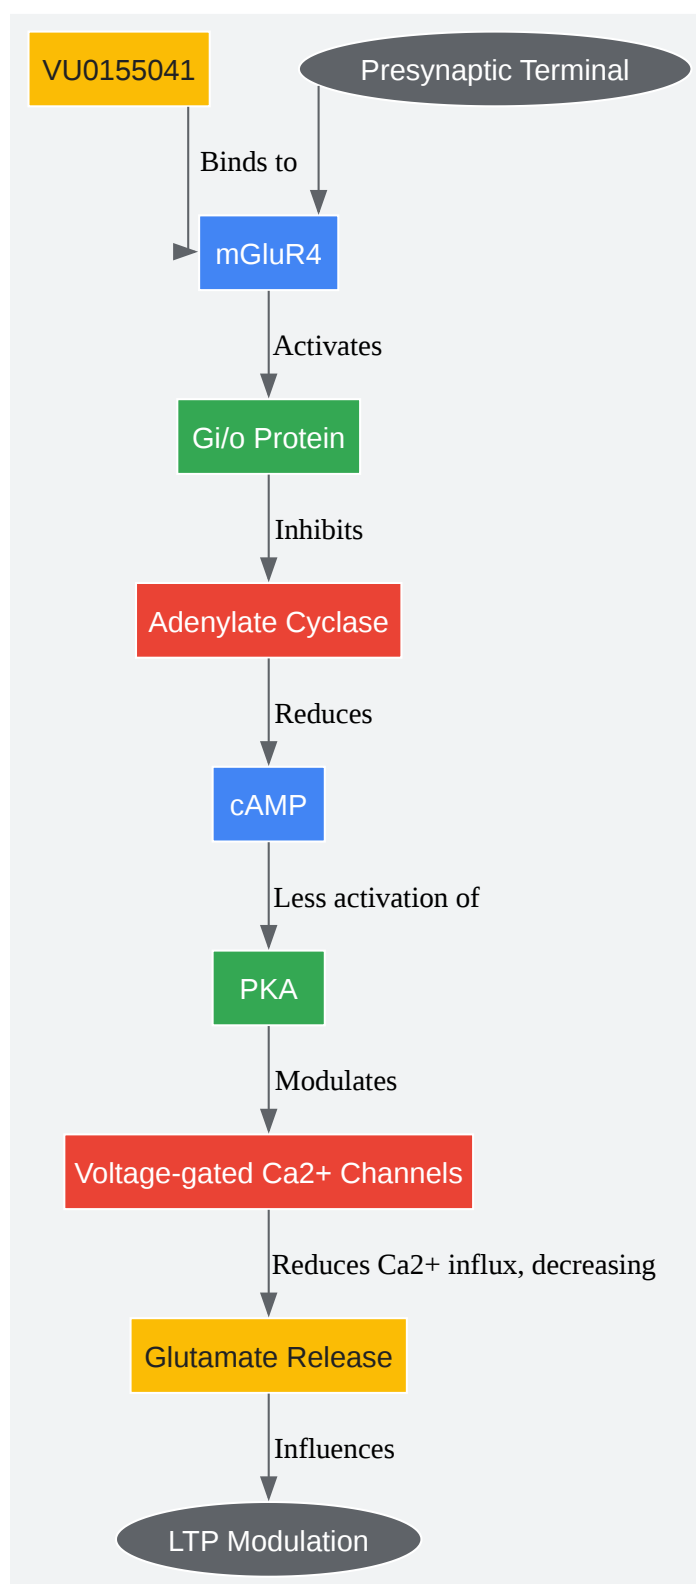 VU0155041
Presynaptic Terminal
Binds to
mGluR4
Activates
Gi/o Protein
Inhibits
Adenylate Cyclase
Reduces
cAMP
Less activation of
PKA
Modulates
Voltage-gated Ca2+ Channels
Reduces Ca2+ influx, decreasing
Glutamate Release
Influences
LTP Modulation